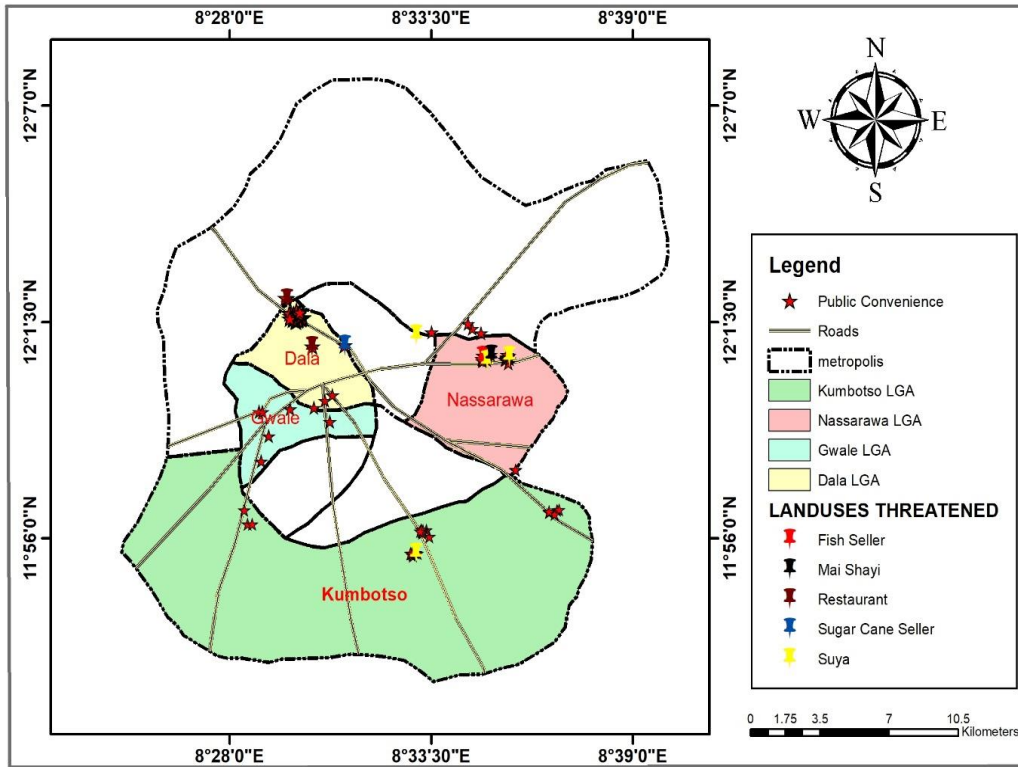 8°28'0"E 8°33'30"E 8°39'0"E
12°7'0"N 12°7'0"N
N
W E
S
12°1'30"N 12°1'30"N
Dala
Nassarawa
Gwale
11°56'0"N 11°56'0"N
Kumbotso
8°28'0"E 8°33'30"E 8°39'0"E
Legend
Public Convenience
Roads
metropolis
Kumbotso LGA
Nassarawa LGA
Gwale LGA
Dala LGA
LANDUSES THREATENED
Fish Seller
Mai Shayi
Restaurant
Sugar Cane Seller
Suya
0 1.75 3.5 7 10.5
Kilometers